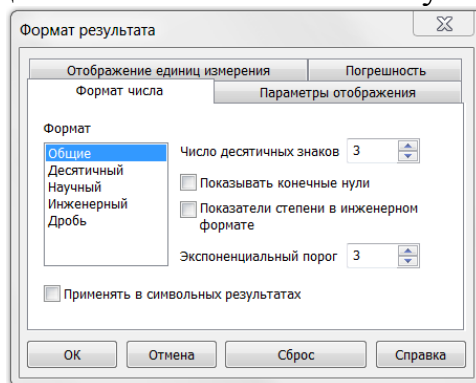 Формат результата
Отображение единиц измерения Погрешность
Формат числа Параметры отображения
Формат
Общие
Десятичный
Научный
Инженерный
Дробь
Число десятичных знаков 3
Показывать конечные нули
Показатели степени в инженерном
формате
Экспоненциальный порог 3
Применять в символьных результатах
ОК Отмена Сброс Справка